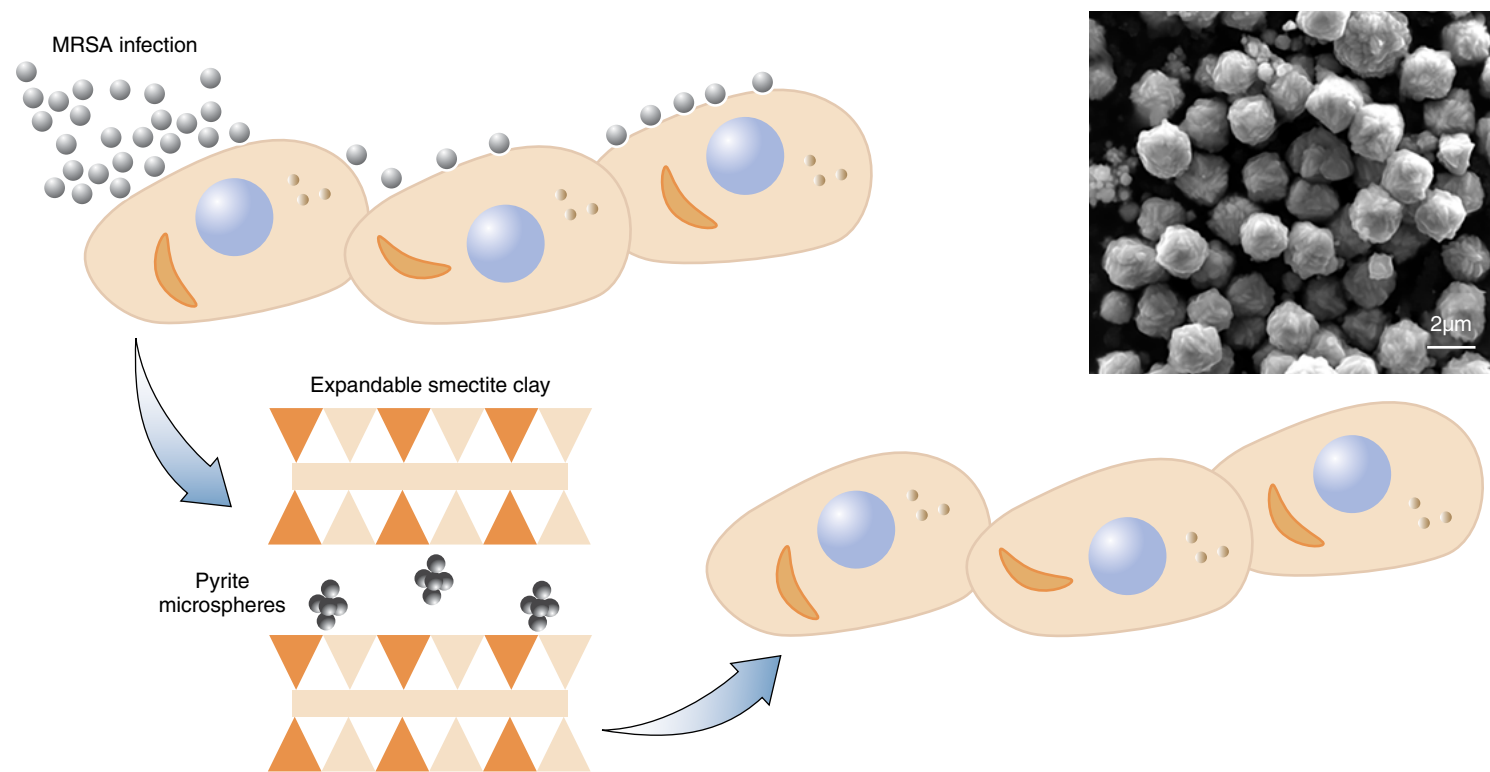 MRSA infection
2μm
Expandable smectite clay
Pyrite
microspheres